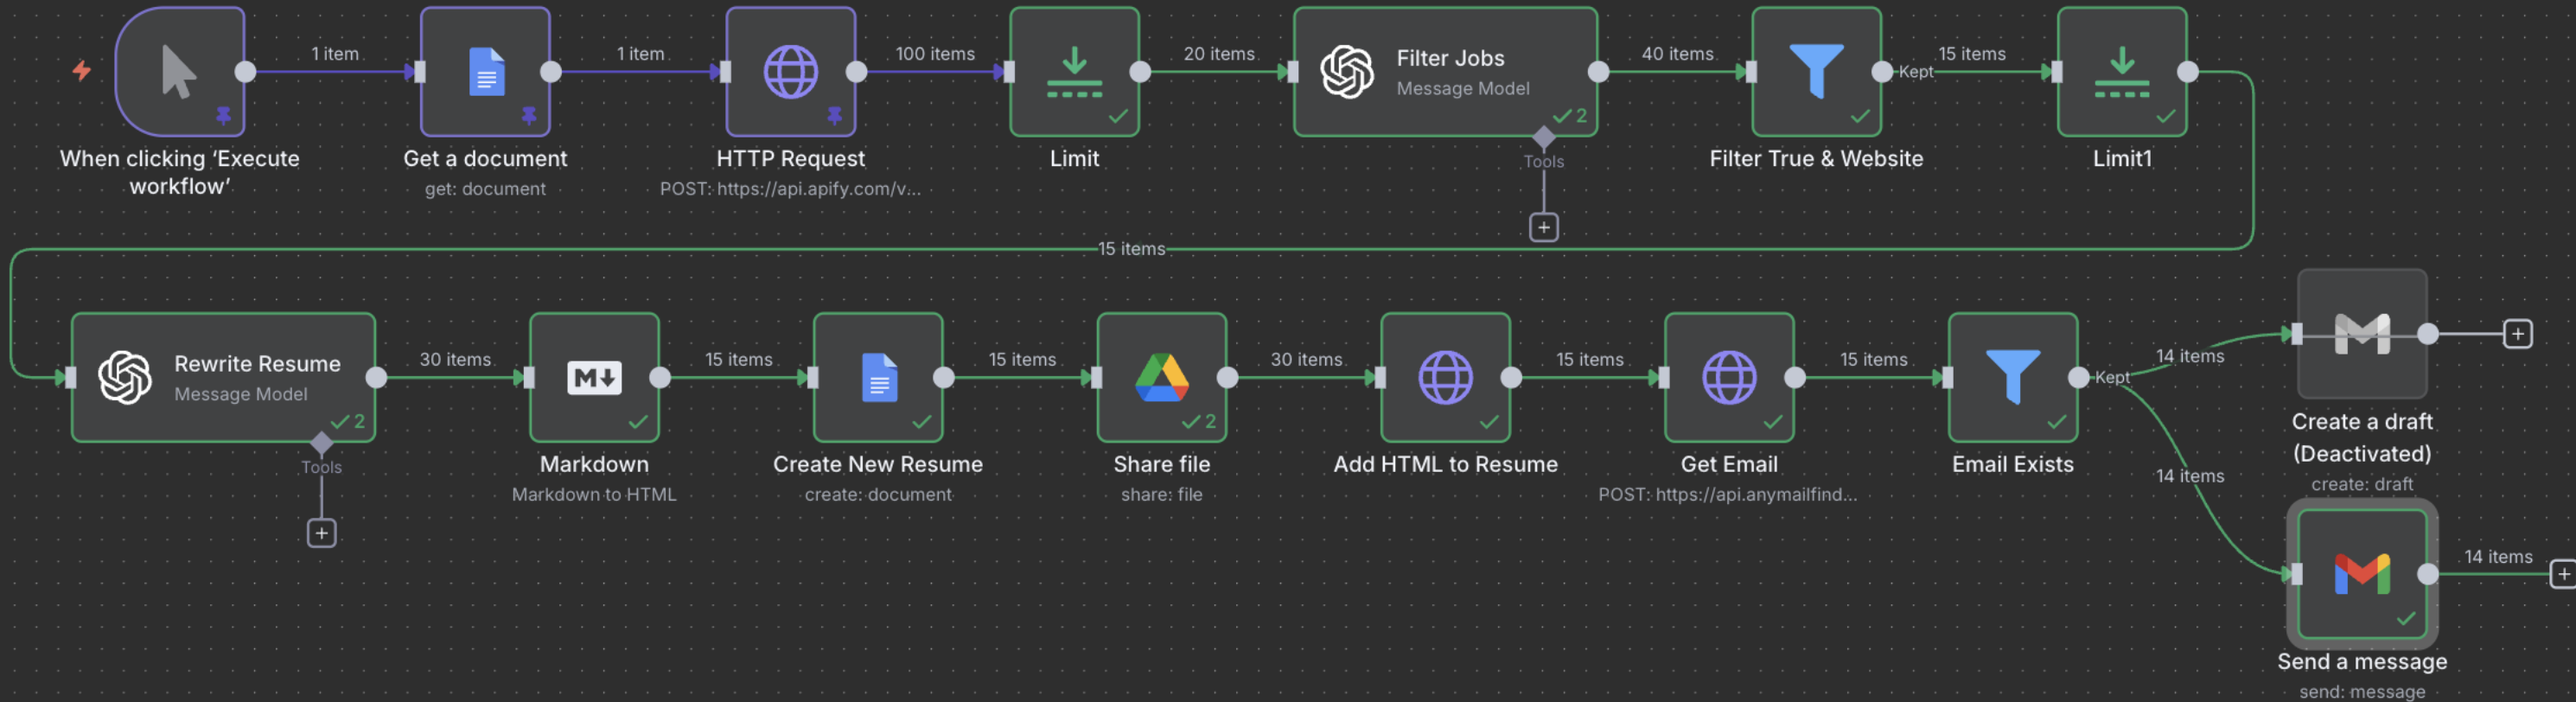 1 item
1 item
100 items
20 items
Filter Jobs
Message Model
2
40 items
Kept
15 items
When clicking ‘Execute
workflow’
Get a document
get: document
HTTP Request
POST: https://api.apify.com/v...
Limit
Tools
Filter True & Website
Limit1
15 items
Rewrite Resume
Message Model
2
Tools
30 items
M
Markdown
Markdown to HTML
15 items
Create New Resume
create: document
15 items
2
Share file
share: file
30 items
Add HTML to Resume
15 items
Get Email
POST: https://api.anymailfind...
15 items
Email Exists
Kept
14 items
14 items
Create a draft
(Deactivated)
create: draft
14 items
Send a message
send: message